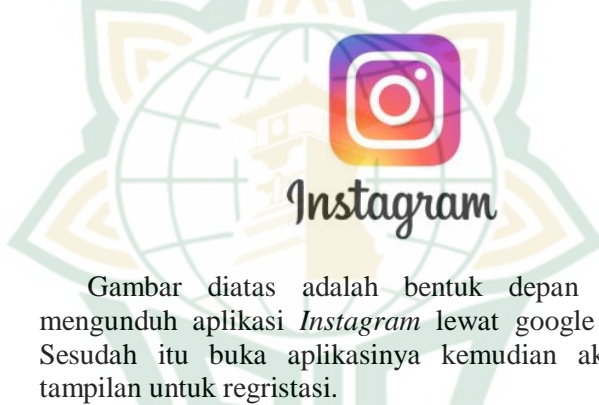 Instagram
Gambar diatas adalah bentuk depan
mengunduh aplikasi Instagram lewat google
Sesudah itu buka aplikasinya kemudian
tampilan untuk regristasi.